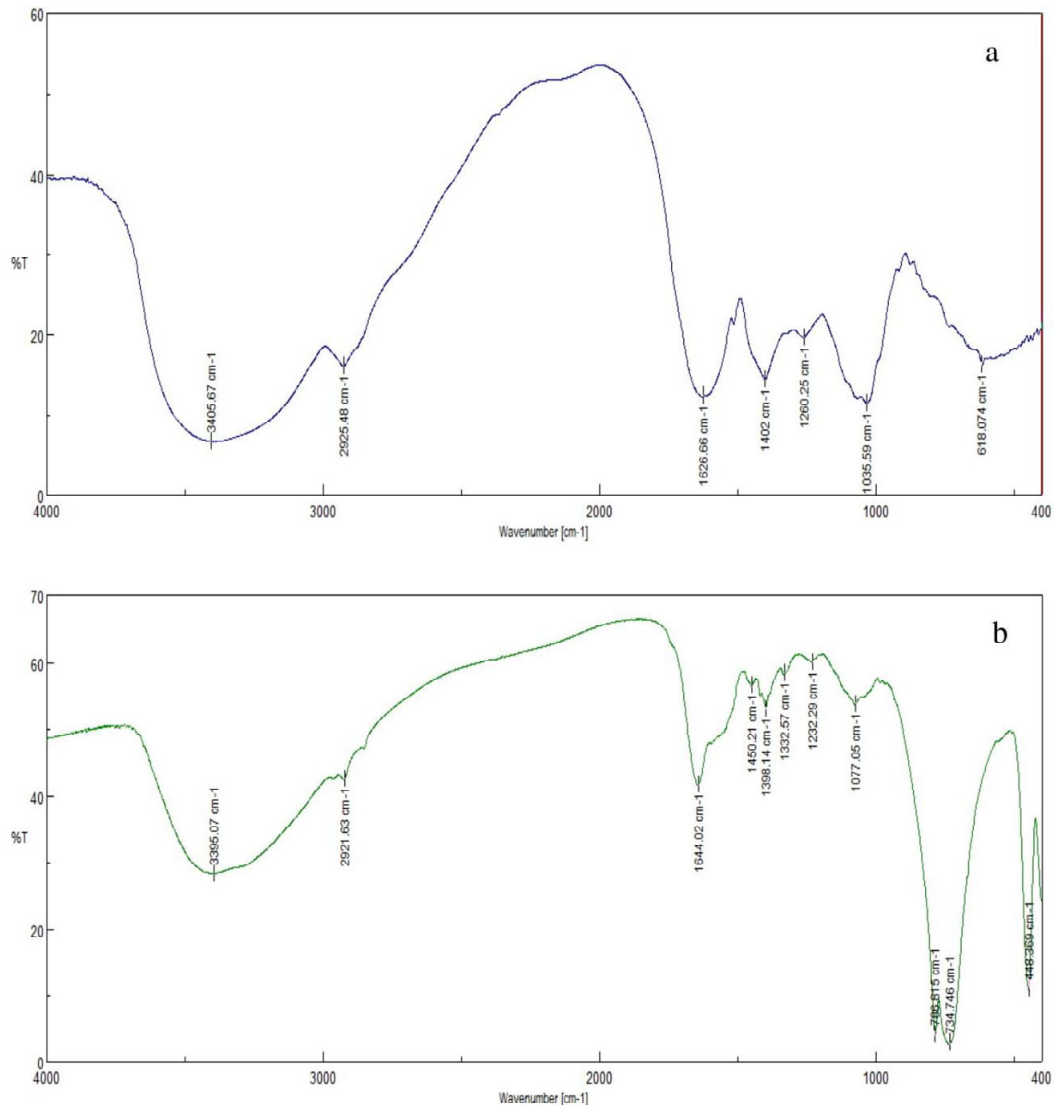 60
a
40
%T
20
0
3405.67 cm-1
2925.48 cm-1
1626.66 cm-1
1402 cm-1
1260.25 cm-1
1035.59 cm-1
618.074 cm-1
4000
3000
2000
1000
400
Wavenumber [cm-1]
70
b
60
40
%T
20
0
3395.07 cm-1
2921.63 cm-1
1644.02 cm-1
1450.21 cm-1
1398.14 cm-1
1332.57 cm-1
1232.29 cm-1
1077.05 cm-1
786.815 cm-1
734.746 cm-1
448.369 cm-1
4000
3000
2000
1000
400
Wavenumber [cm-1]